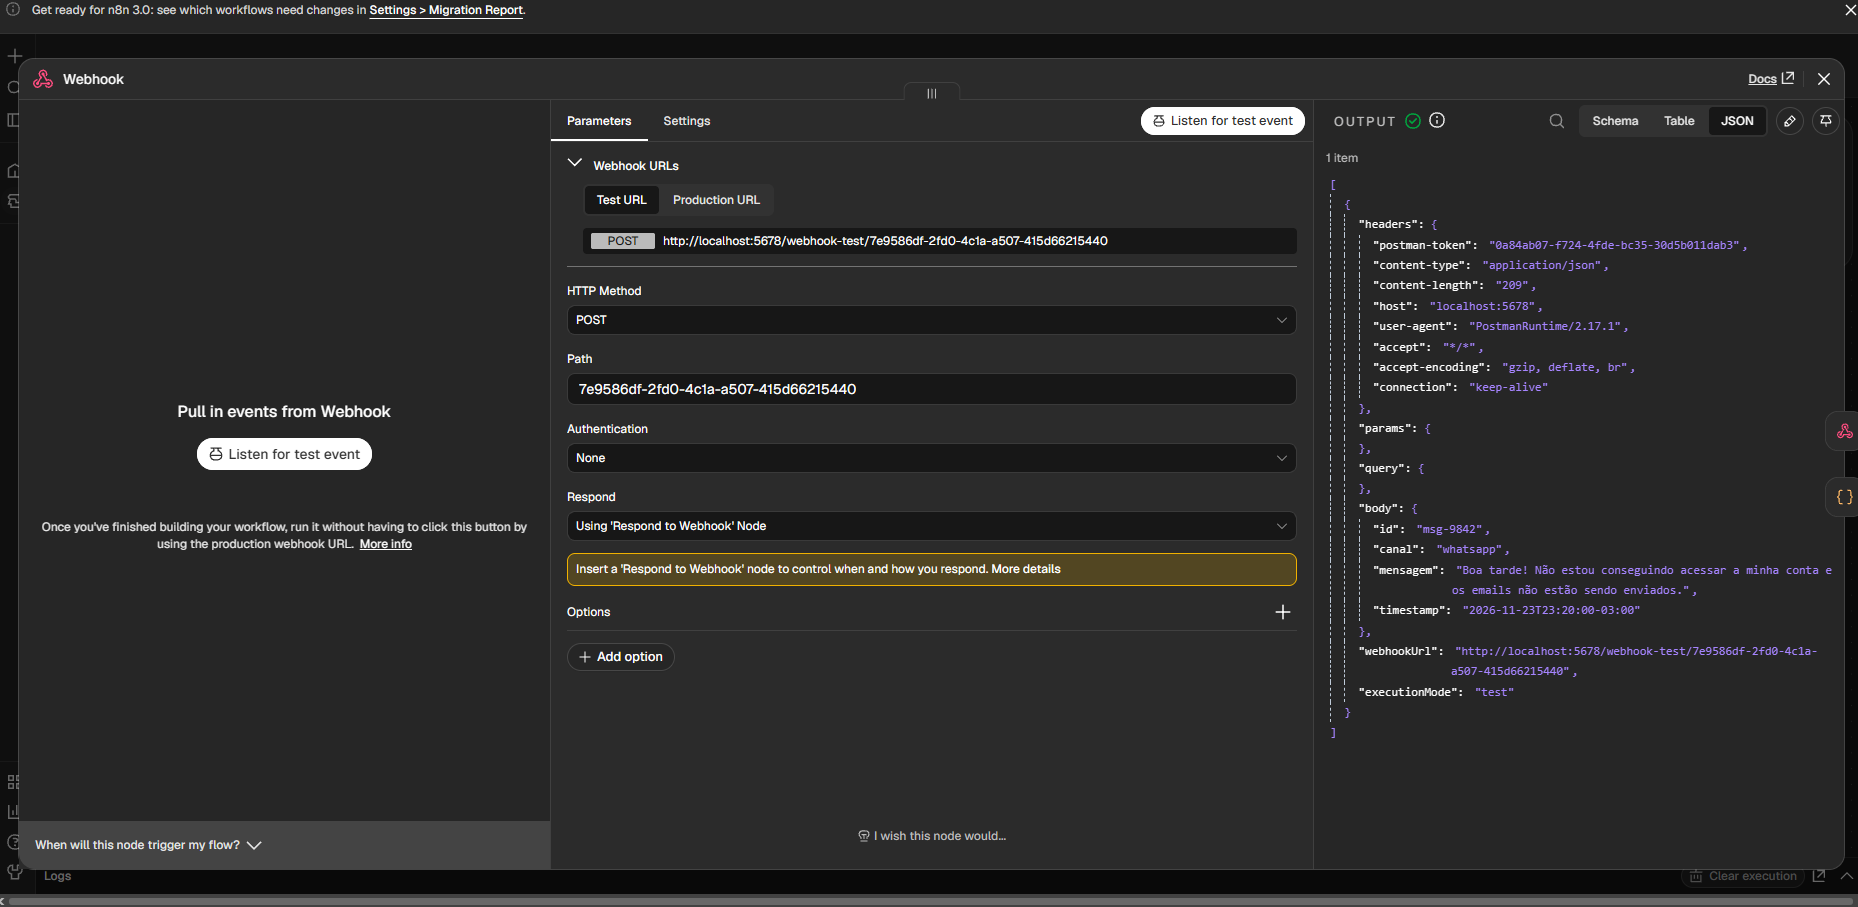 Get ready for n8n 3.0: see which workflows need changes in Settings > Migration Report.
Webhook
Docs
Parameters
Settings
Listen for test event
OUTPUT
Schema
Table
JSON
Pull in events from Webhook
Listen for test event
Once you've finished building your workflow, run it without having to click this button by
using the production webhook URL. More info
When will this node trigger my flow?
Webhook URLs
Test URL
Production URL
POST
http://localhost:5678/webhook-test/7e9586df-2fd0-4c1a-a507-415d66215440
HTTP Method
POST
Path
7e9586df-2fd0-4c1a-a507-415d66215440
Authentication
None
Respond
Using 'Respond to Webhook' Node
Insert a 'Respond to Webhook' node to control when and how you respond. More details
Options
Add option
I wish this node would...
1 item
[
{
"headers": {
"postman-token": "0a84ab07-f724-4fde-bc35-30d5b011dab3",
"content-type": "application/json",
"content-length": "209",
"host": "localhost:5678",
"user-agent": "PostmanRuntime/2.17.1",
"accept": "*/*",
"accept-encoding": "gzip, deflate, br",
"connection": "keep-alive"
},
"params": {
},
"query": {
},
"body": {
"id": "msg-9842",
"canal": "whatsapp",
"mensagem": "Boa tarde! Não estou conseguindo acessar a minha conta e
os emails não estão sendo enviados.",
"timestamp": "2026-11-23T23:20:00-03:00"
},
"webhookUrl": "http://localhost:5678/webhook-test/7e9586df-2fd0-4c1a-
a507-415d66215440",
"executionMode": "test"
}
]
Logs
Clear execution